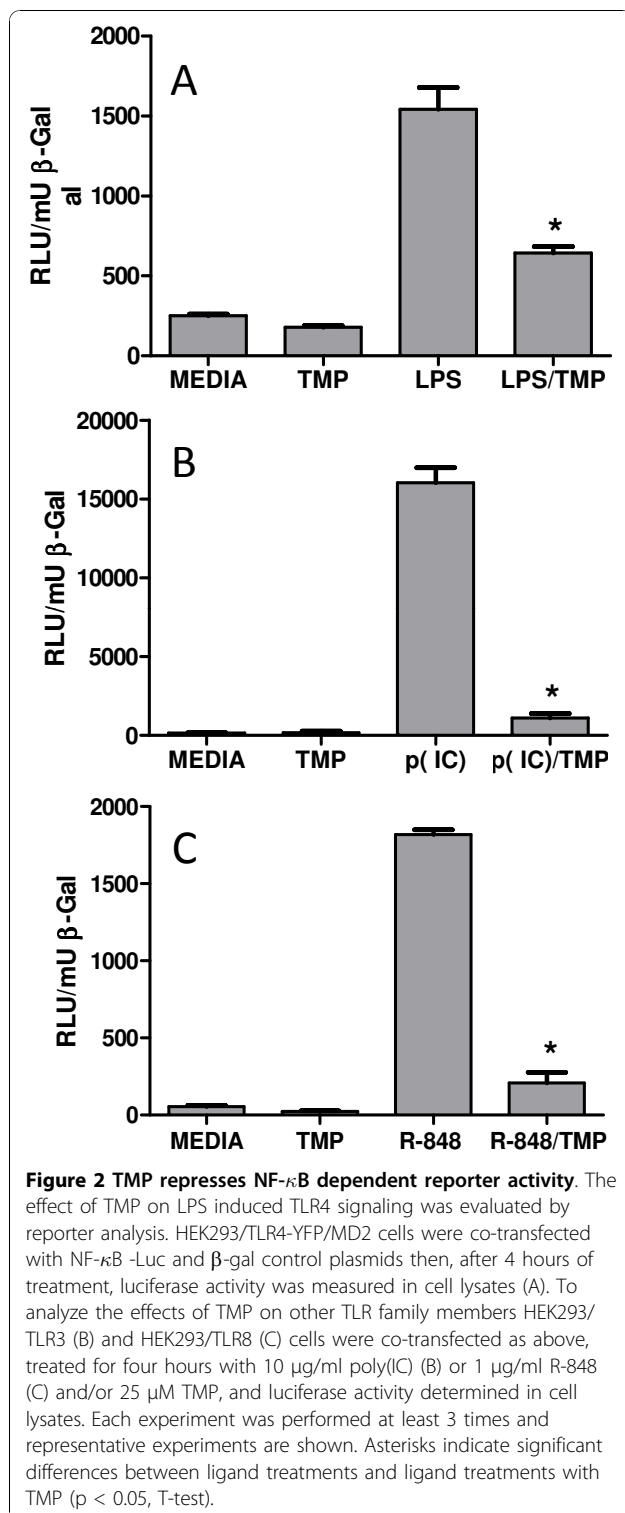 2000
A
1500
1000
500
0
RLU/mU β-Gal
al
*
MEDIA TMP LPS LPS/TMP
20000
B
15000
10000
5000
0
RLU/mU β-Gal
*
MEDIA TMP p( IC) p( IC)/TMP
2000
C
1500
1000
500
0
RLU/mU β-Gal
*
MEDIA TMP R-848 R-848/TMP
Figure 2 TMP represses NF-κB dependent reporter activity. The
effect of TMP on LPS induced TLR4 signaling was evaluated by
reporter analysis. HEK293/TLR4-YFP/MD2 cells were co-transfected
with NF-κB -Luc and β-gal control plasmids then, after 4 hours of
treatment, luciferase activity was measured in cell lysates (A). To
analyze the effects of TMP on other TLR family members HEK293/
TLR3 (B) and HEK293/TLR8 (C) cells were co-transfected as above,
treated for four hours with 10 μg/ml poly(IC) (B) or 1 μg/ml R-848
(C) and/or 25 μM TMP, and luciferase activity determined in cell
lysates. Each experiment was performed at least 3 times and
representative experiments are shown. Asterisks indicate significant
differences between ligand treatments and ligand treatments with
TMP (p < 0.05, T-test).